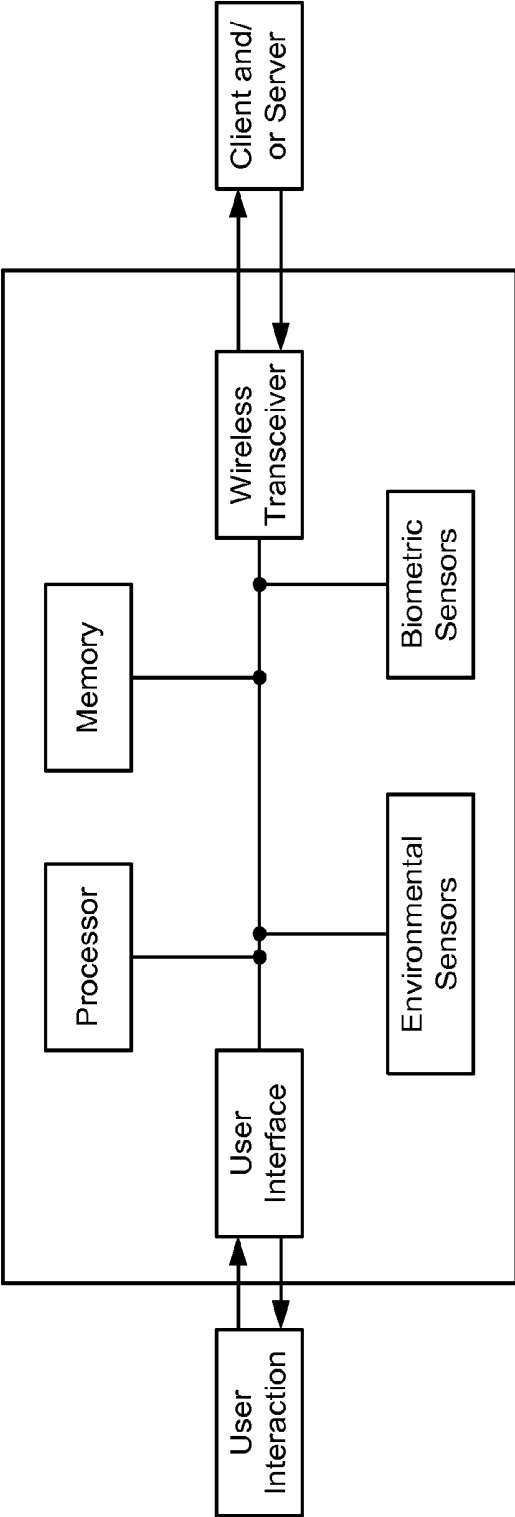 User
Interaction
User
Interface
Processor
Memory
Environmental
Sensors
Biometric
Sensors
Wireless
Transceiver
Client and/
or Server